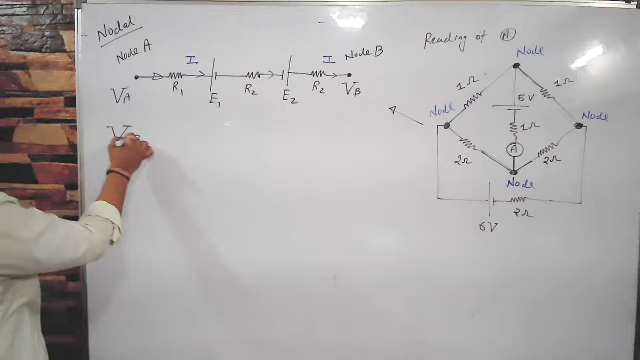 Nodal
Node A
I
I
Node B
R1
E1
R2
E2
R2
VA
VB
V
Reading of A
Node
1Ω
1Ω
5V
Node
1Ω
Node
A
2Ω
2Ω
Node
2Ω
6V